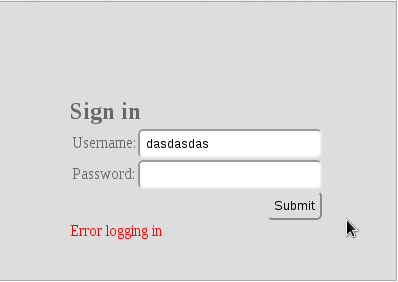 Sign in
Username: dasdasdas
Password:
Submit
Error logging in